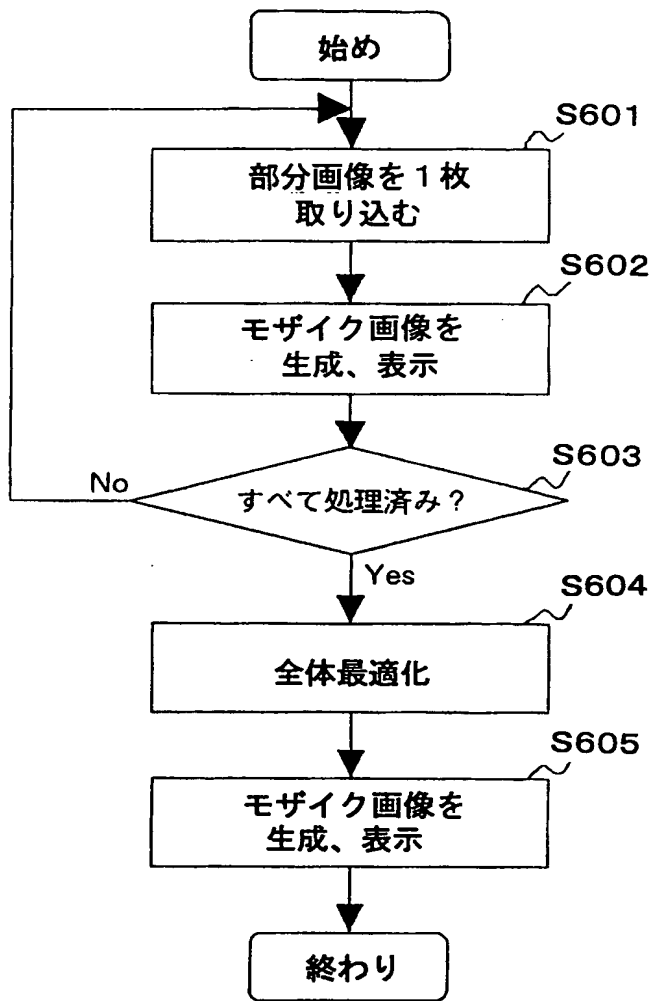 始め
S601
部分画像を１枚
取り込む
S602
モザイク画像を
生成、表示
S603
すべて処理済み？
No
Yes
S604
全体最適化
S605
モザイク画像を
生成、表示
終わり